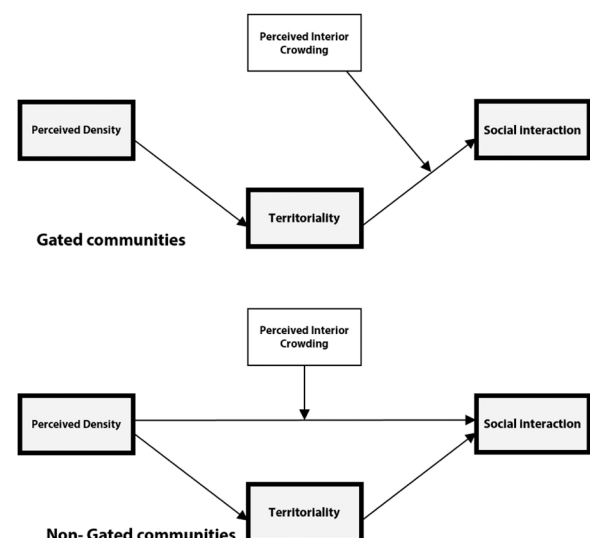 Perceived Interior
Crowding
Perceived Density
Social Interaction
Territoriality
Gated communities
Perceived Interior
Crowding
Perceived Density
Social Interaction
Territoriality
Non- Gated communities